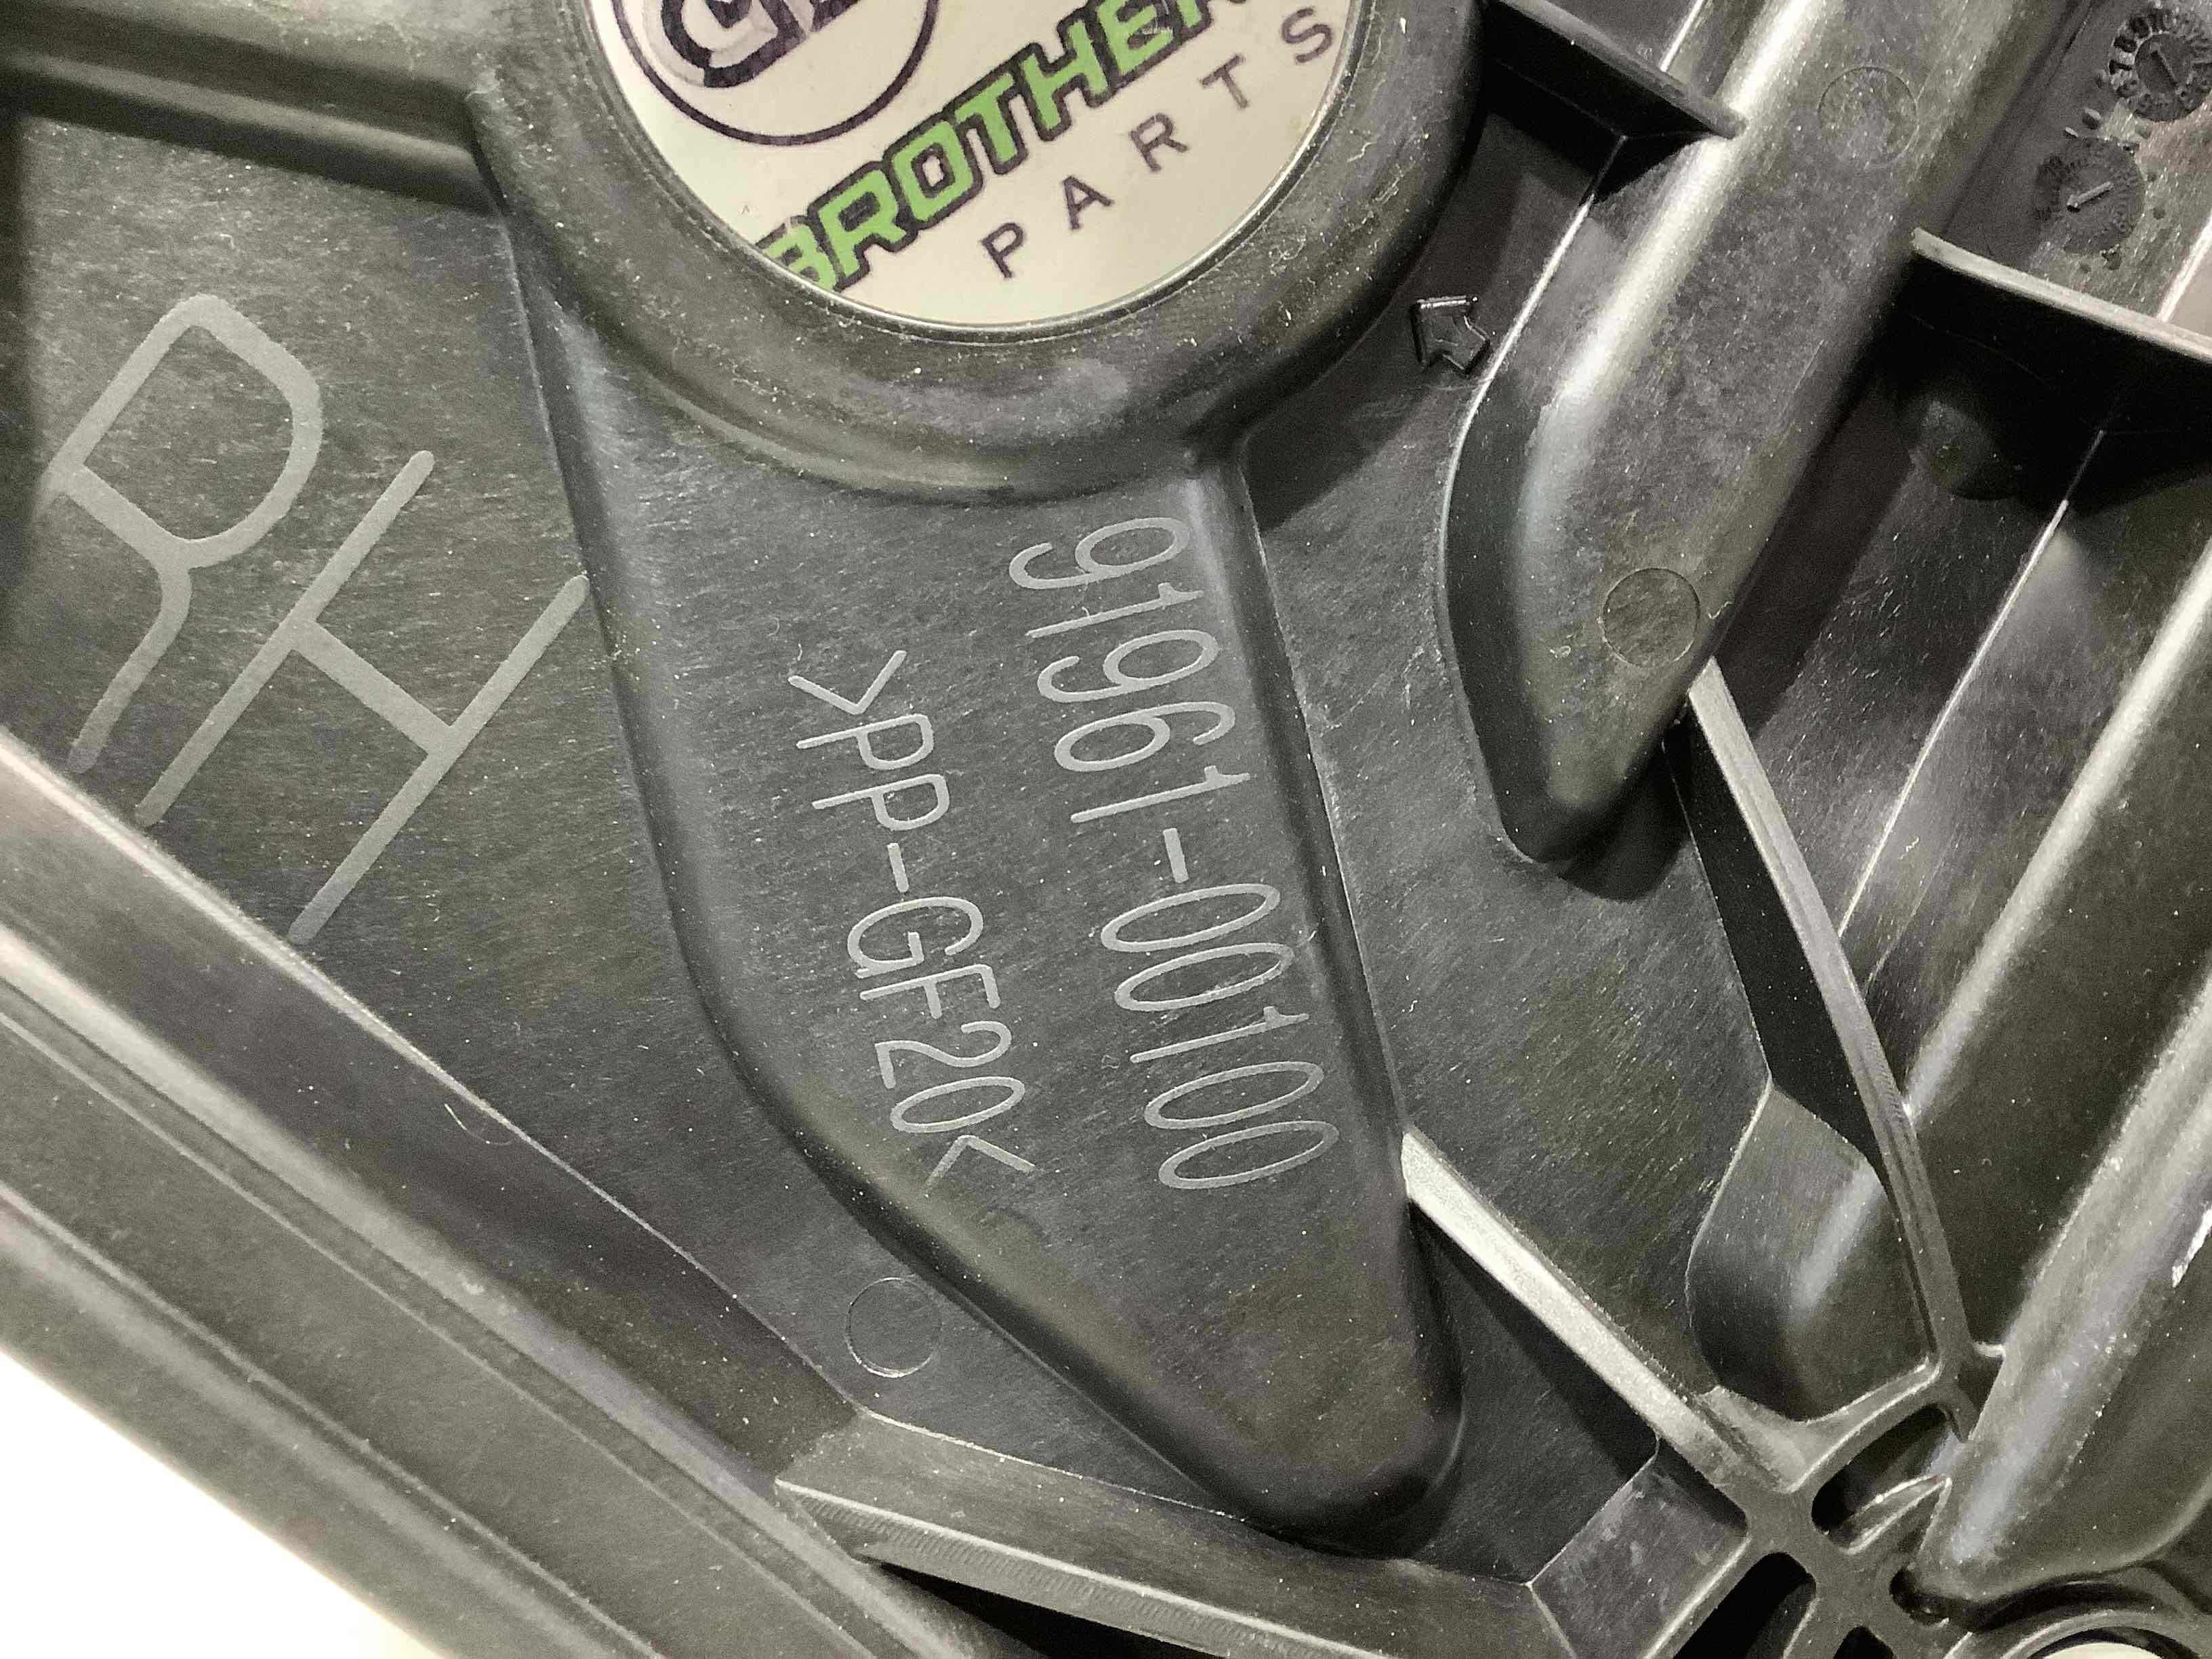 BROTHER
PARTS
RH
91961-00100
>PP-GF20<